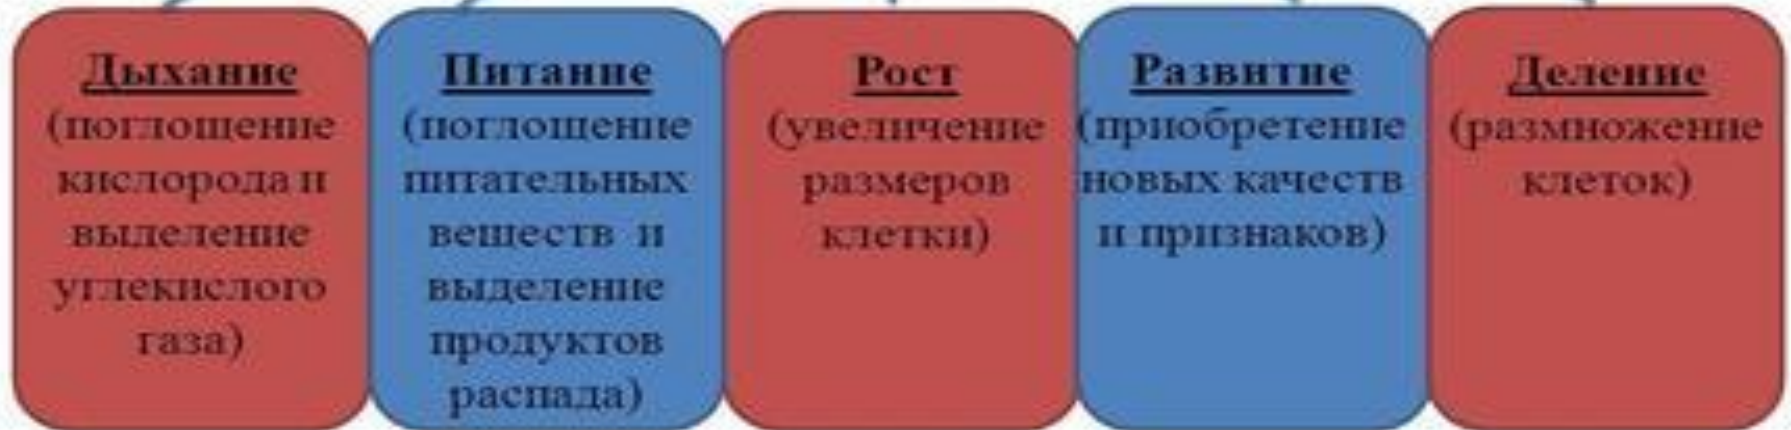 Дыхание
(поглощение
кислорода и
выделение
углекислого
газа)
Питание
(поглощение
питательных
веществ и
выделение
продуктов
распада)
Рост
(увеличение
размеров
клетки)
Развитие
(приобретение
новых качеств
и признаков)
Деление
(размножение
клеток)